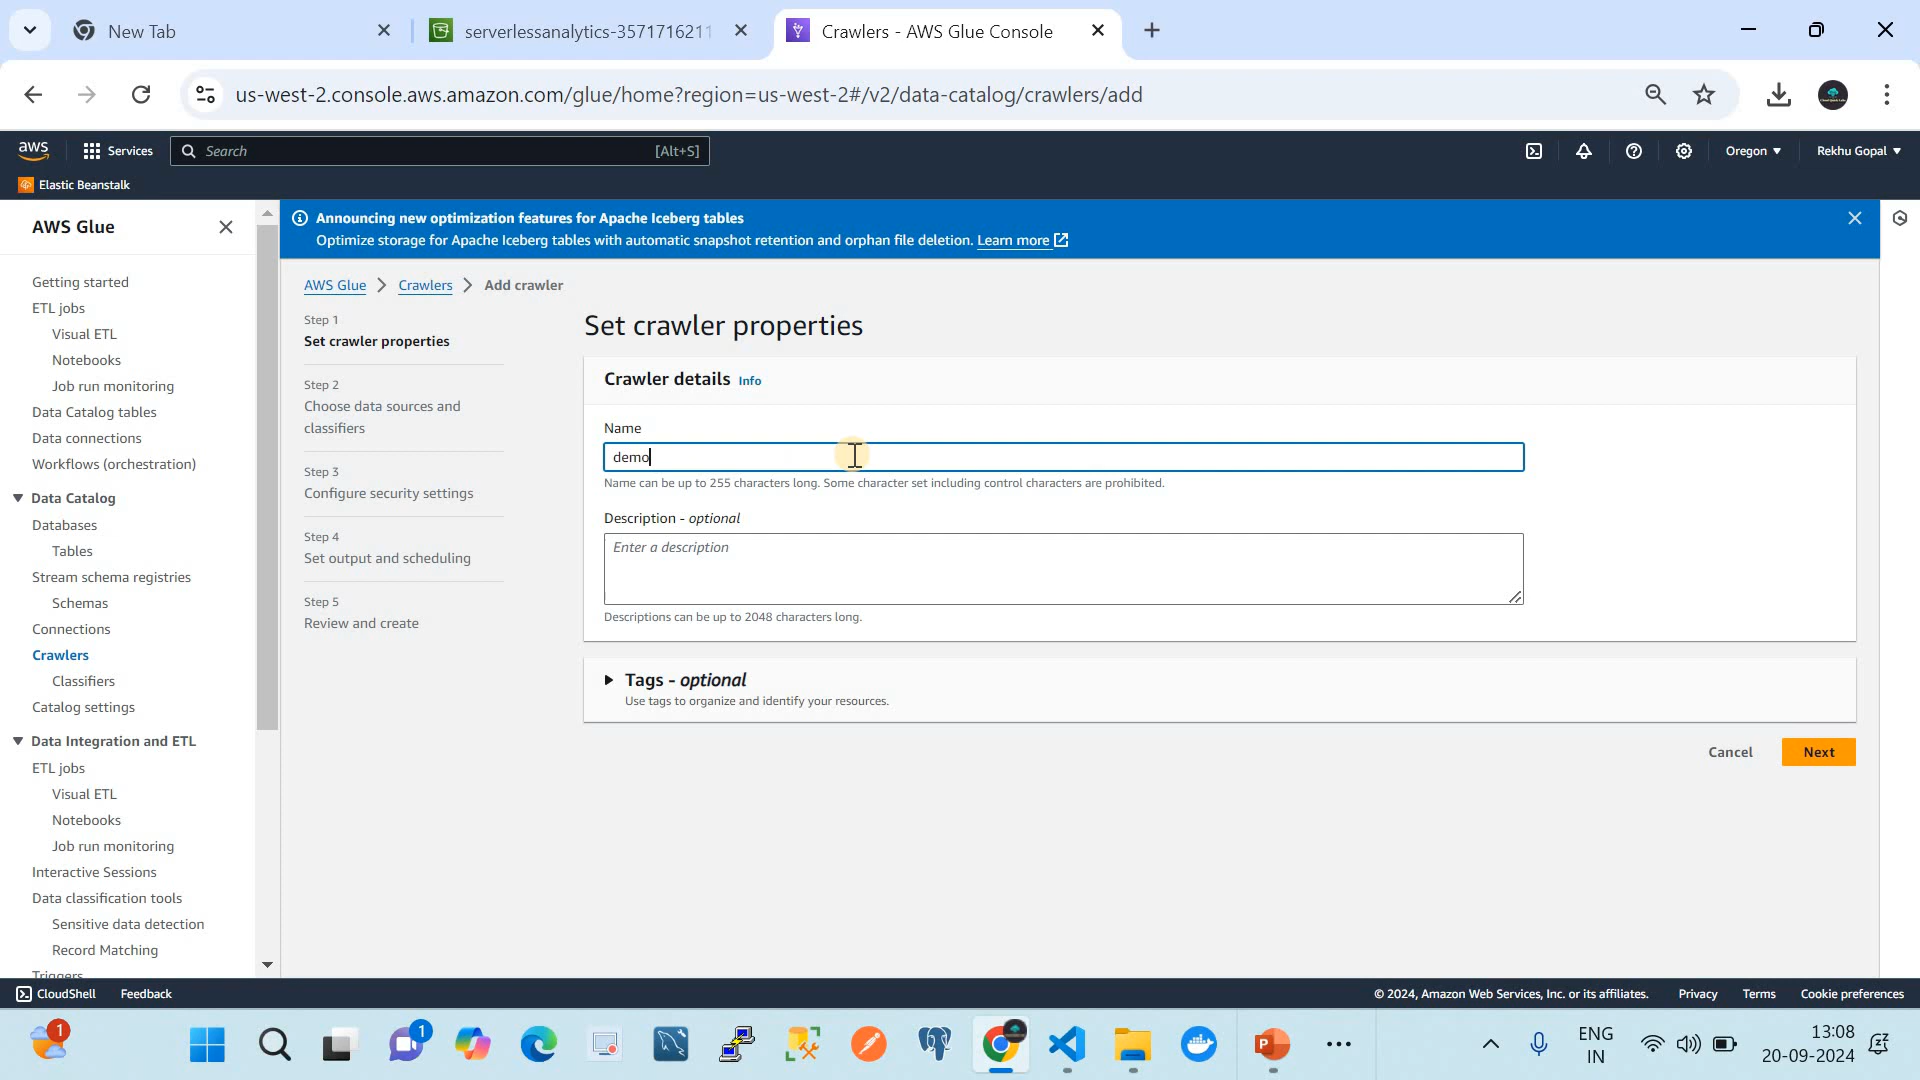 New Tab
serverlessanalytics-3571716211
Crawlers - AWS Glue Console
us-west-2.console.aws.amazon.com/glue/home?region=us-west-2#/v2/data-catalog/crawlers/add
aws
Services
Search
[Alt+S]
Oregon
Rekhu Gopal
Elastic Beanstalk
AWS Glue
Getting started
ETL jobs
Visual ETL
Notebooks
Job run monitoring
Data Catalog tables
Data connections
Workflows (orchestration)
Data Catalog
Databases
Tables
Stream schema registries
Schemas
Connections
Crawlers
Classifiers
Catalog settings
Data Integration and ETL
ETL jobs
Visual ETL
Notebooks
Job run monitoring
Interactive Sessions
Data classification tools
Sensitive data detection
Record Matching
Triggers
Announcing new optimization features for Apache Iceberg tables
Optimize storage for Apache Iceberg tables with automatic snapshot retention and orphan file deletion. Learn more
AWS Glue > Crawlers > Add crawler
Step 1
Set crawler properties
Step 2
Choose data sources and
classifiers
Step 3
Configure security settings
Step 4
Set output and scheduling
Step 5
Review and create
Set crawler properties
Crawler details Info
Name
demo
Name can be up to 255 characters long. Some character set including control characters are prohibited.
Description - optional
Enter a description
Descriptions can be up to 2048 characters long.
Tags - optional
Use tags to organize and identify your resources.
Cancel
Next
CloudShell
Feedback
© 2024, Amazon Web Services, Inc. or its affiliates.
Privacy
Terms
Cookie preferences
1
1
ENG
IN
13:08
20-09-2024